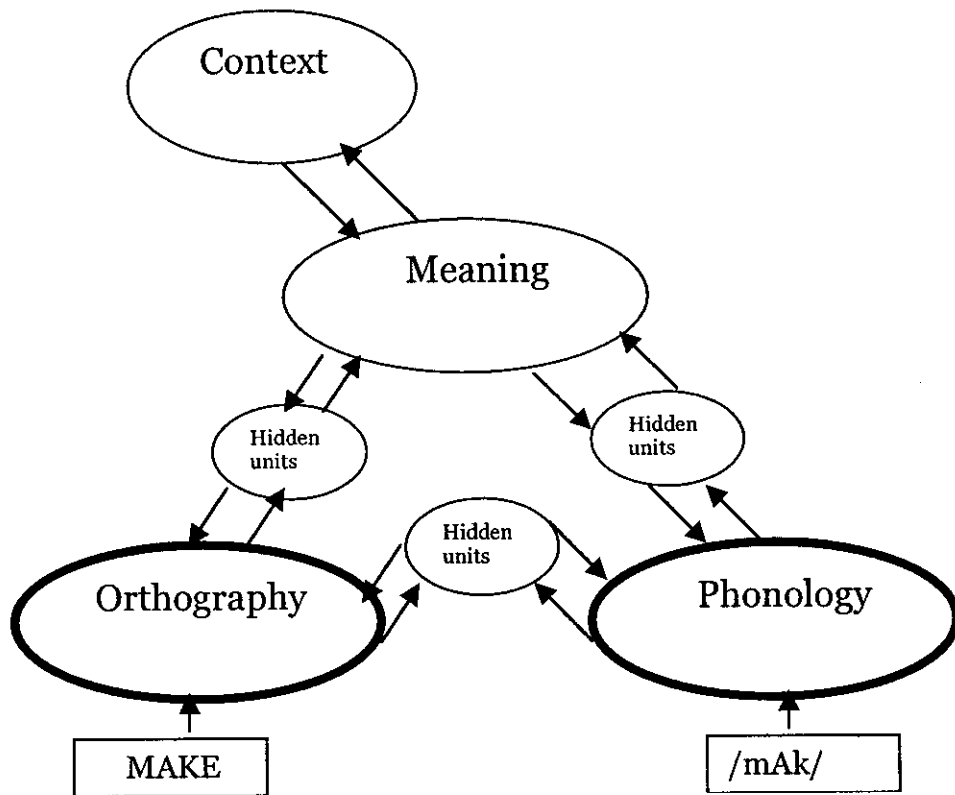 Context
Meaning
Hidden
units
Hidden
units
Hidden
units
Orthography
Phonology
MAKE
/mAk/